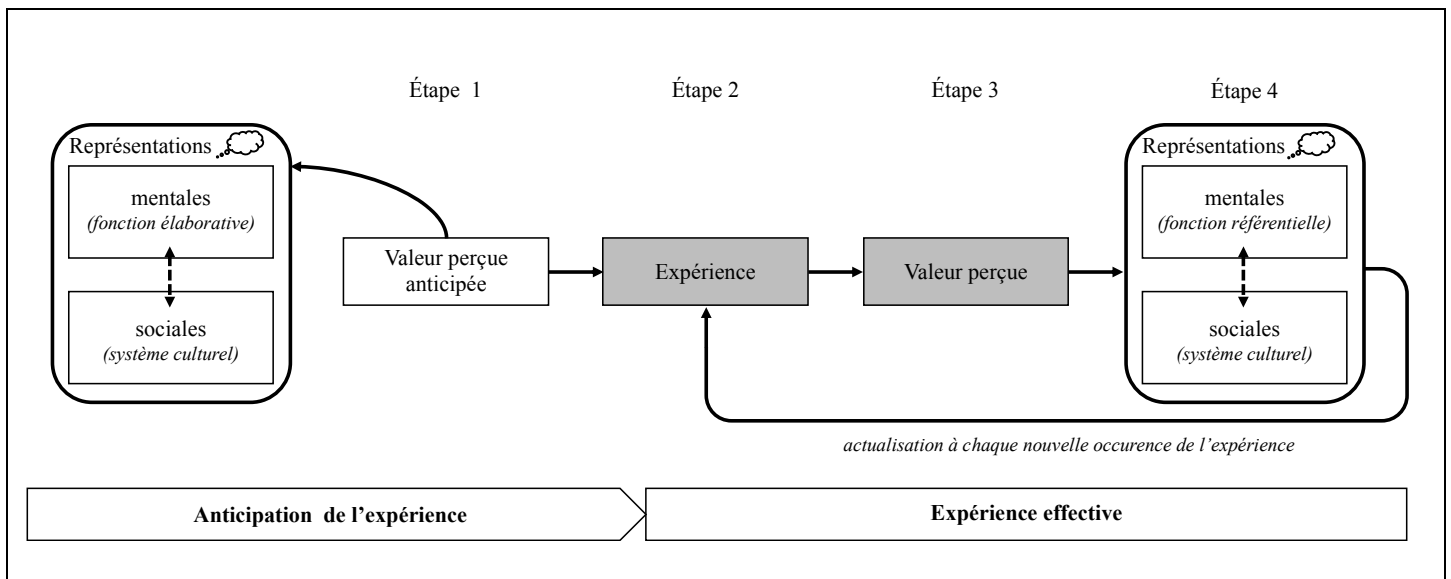 Étape 1
Étape 2
Étape 3
Étape 4
Représentations
mentales
(fonction élaborative)
sociales
(système culturel)
Valeur perçue
anticipée
Expérience
Valeur perçue
Représentations
mentales
(fonction référentielle)
sociales
(système culturel)
actualisation à chaque nouvelle occurence de l’expérience
Anticipation de l’expérience
Expérience effective